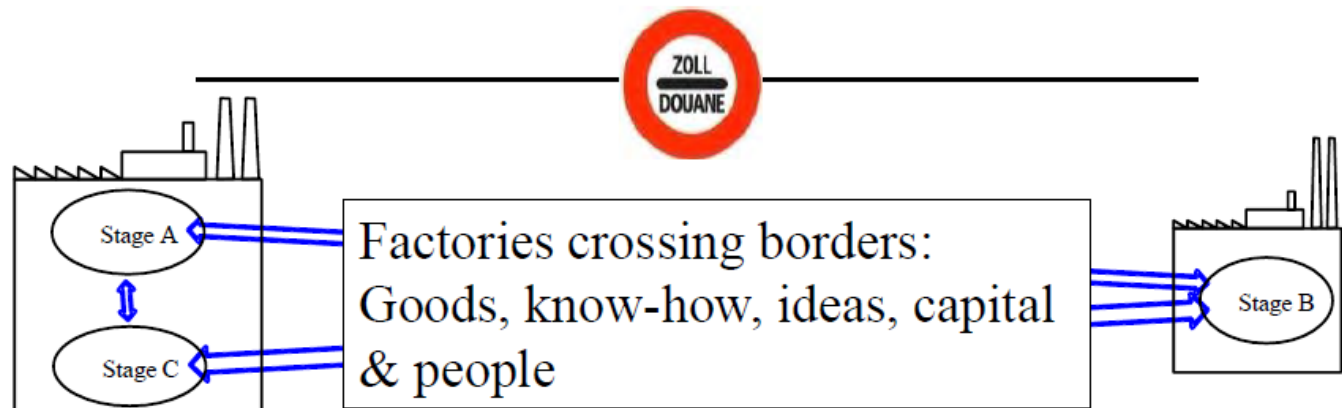 ZOLL
DOUANE
Stage A
Factories crossing borders:
Goods, know-how, ideas, capital
& people
Stage B
Stage C